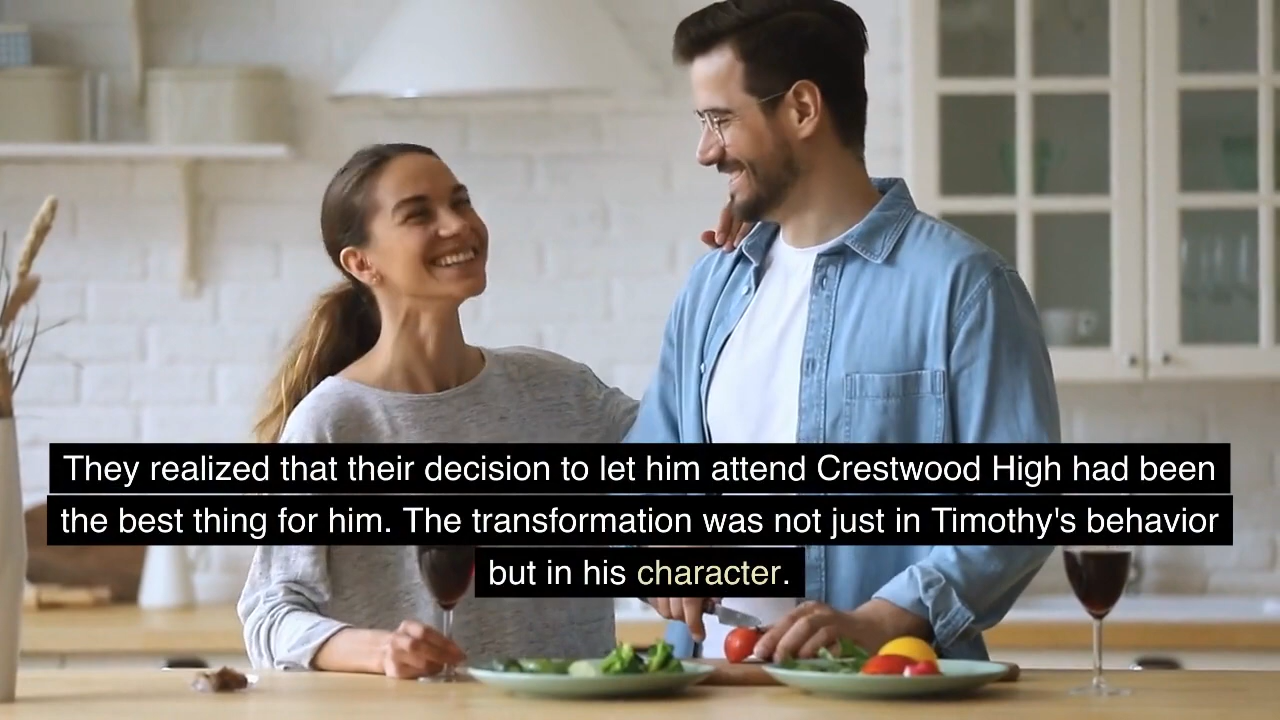 They realized that their decision to let him attend Crestwood High had been
the best thing for him. The transformation was not just in Timothy's behavior
but in his character.